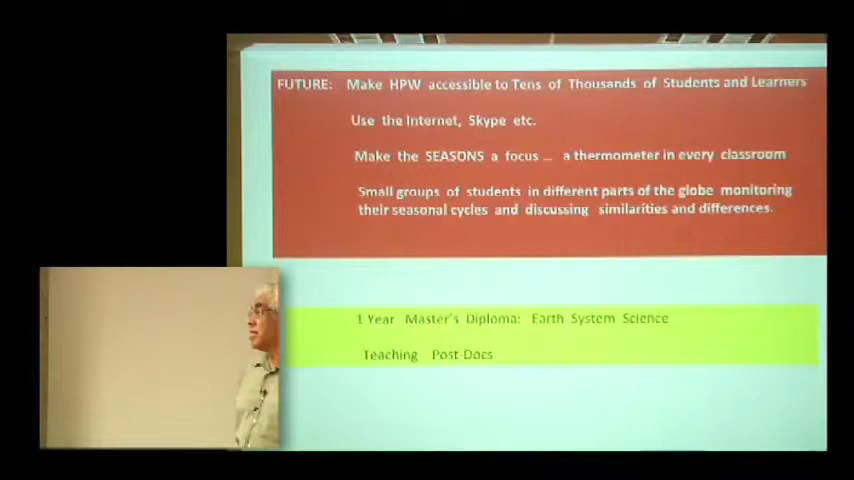 FUTURE: Make HPW accessible to Tens of Thousands of Students and Learners
Use the Internet, Skype etc.
Make the SEASONS a focus ... a thermometer in every classroom
Small groups of students in different parts of the globe monitoring
their seasonal cycles and discussing similarities and differences.
1 Year Master's Diploma: Earth System Science
Teaching Post-Docs